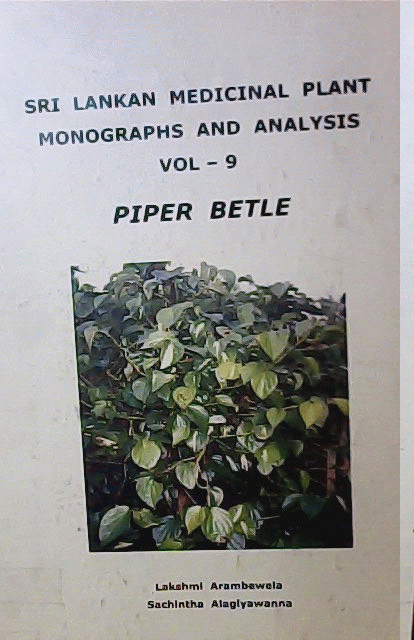 SRI LANKAN MEDICINAL PLANT
MONOGRAPHS AND ANALYSIS
VOL – 9
PIPER BETLE
Lakshmi Arambewela
Sachintha Alagiyawanna